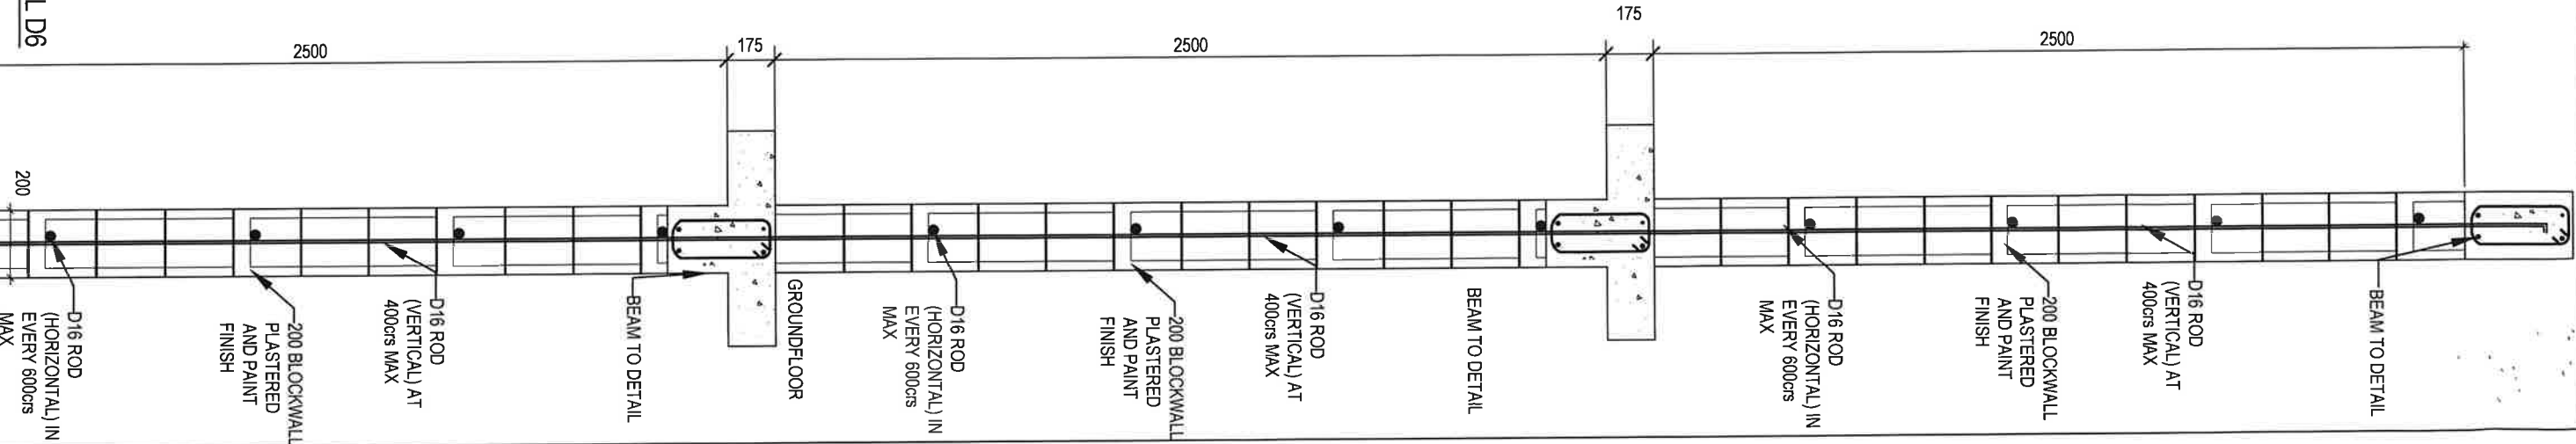 L D6
2500
175
2500
175
2500
200
D16 ROD
(HORIZONTAL) IN
EVERY 600crs
MAX
200 BLOCKWALL
PLASTERED
AND PAINT
FINISH
D16 ROD
(VERTICAL) AT
400crs MAX
BEAM TO DETAIL
GROUNDFLOOR
D16 ROD
(HORIZONTAL) IN
EVERY 600crs
MAX
200 BLOCKWALL
PLASTERED
AND PAINT
FINISH
D16 ROD
(VERTICAL) AT
400crs MAX
BEAM TO DETAIL
D16 ROD
(HORIZONTAL) IN
EVERY 600crs
MAX
200 BLOCKWALL
PLASTERED
AND PAINT
FINISH
D16 ROD
(VERTICAL) AT
400crs MAX
BEAM TO DETAIL